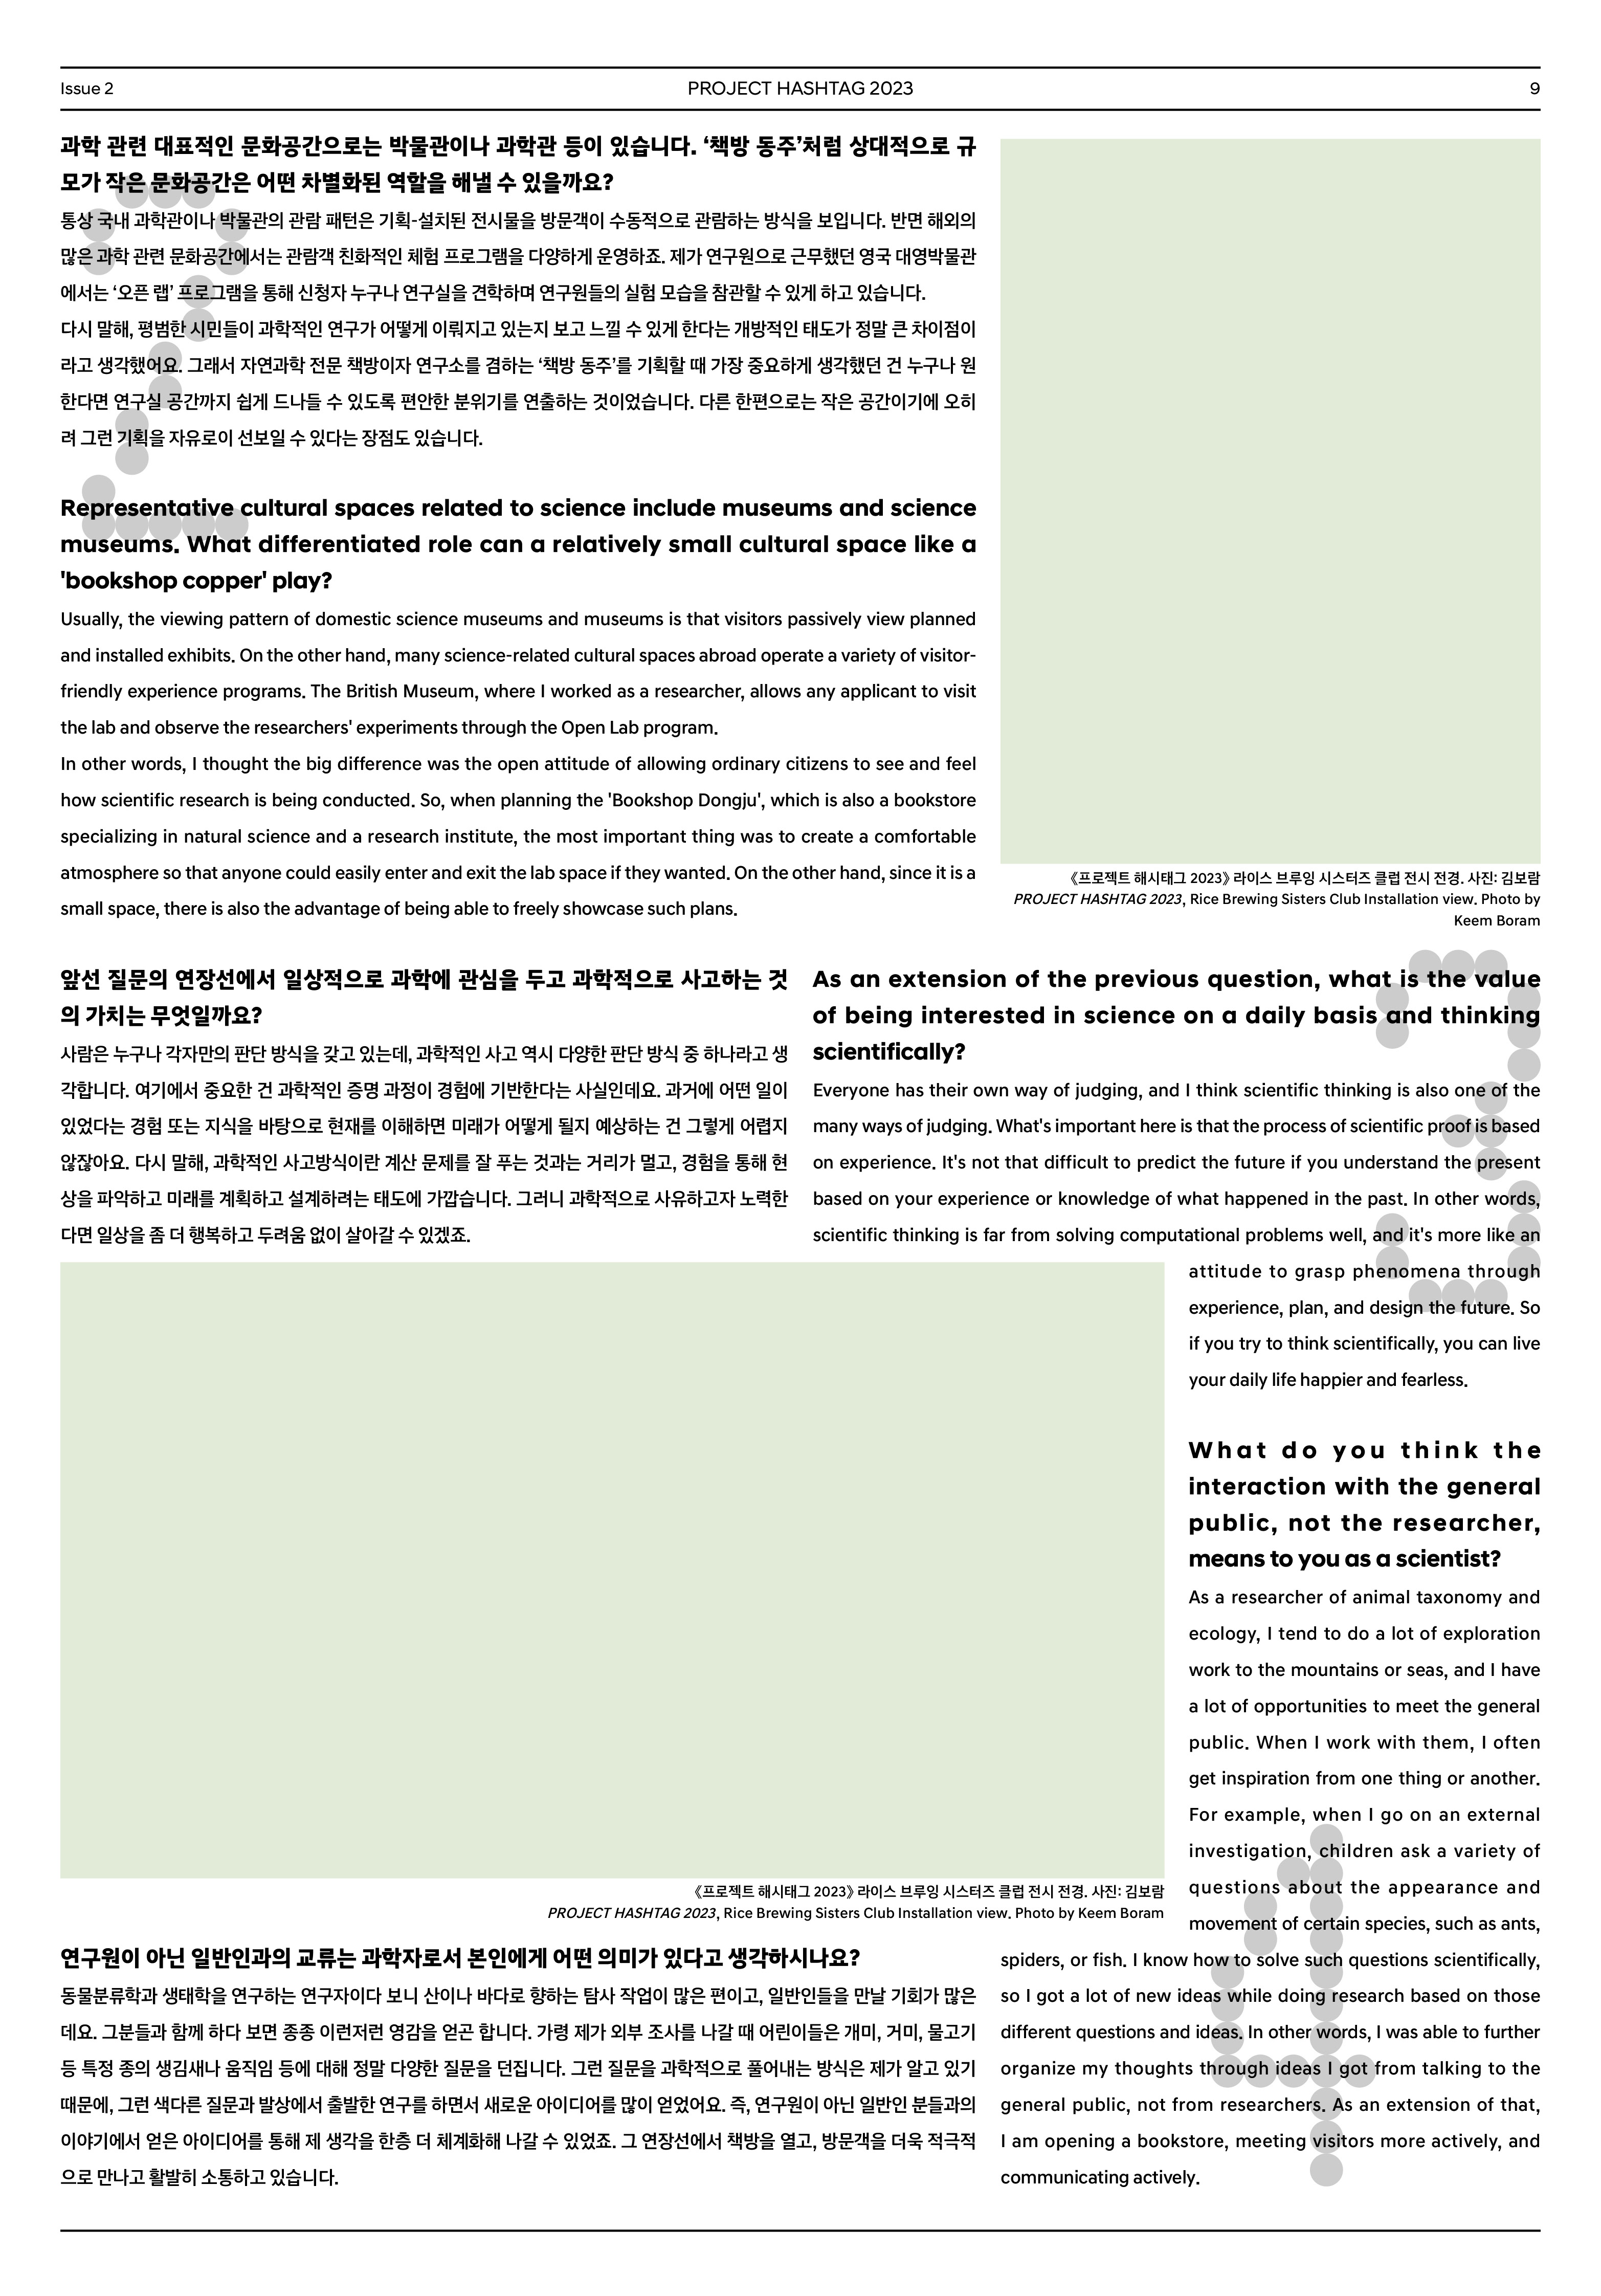 Issue 2
PROJECT HASHTAG 2023
9
과학 관련 대표적인 문화공간으로는 박물관이나 과학관 등이 있습니다. ‘책방 동주’처럼 상대적으로 규
모가 작은 문화공간은 어떤 차별화된 역할을 해낼 수 있을까요?
통상 국내 과학관이나 박물관의 관람 패턴은 기획-설치된 전시물을 방문객이 수동적으로 관람하는 방식을 보입니다. 반면 해외의
많은 과학 관련 문화공간에서는 관람객 친화적인 체험 프로그램을 다양하게 운영하죠. 제가 연구원으로 근무했던 영국 대영박물관
에서는 ‘오픈 랩’ 프로그램을 통해 신청자 누구나 연구실을 견학하며 연구원들의 실험 모습을 참관할 수 있게 하고 있습니다.
다시 말해, 평범한 시민들이 과학적인 연구가 어떻게 이뤄지고 있는지 보고 느낄 수 있게 한다는 개방적인 태도가 정말 큰 차이점이
라고 생각했어요. 그래서 자연과학 전문 책방이자 연구소를 겸하는 ‘책방 동주’를 기획할 때 가장 중요하게 생각했던 건 누구나 원
한다면 연구실 공간까지 쉽게 드나들 수 있도록 편안한 분위기를 연출하는 것이었습니다. 다른 한편으로는 작은 공간이기에 오히
려 그런 기획을 자유로이 선보일 수 있다는 장점도 있습니다.
Representative cultural spaces related to science include museums and science
museums. What differentiated role can a relatively small cultural space like a
'bookshop copper' play?
Usually, the viewing pattern of domestic science museums and museums is that visitors passively view planned
and installed exhibits. On the other hand, many science-related cultural spaces abroad operate a variety of visitor-
friendly experience programs. The British Museum, where I worked as a researcher, allows any applicant to visit
the lab and observe the researchers' experiments through the Open Lab program.
In other words, I thought the big difference was the open attitude of allowing ordinary citizens to see and feel
how scientific research is being conducted. So, when planning the 'Bookshop Dongju', which is also a bookstore
specializing in natural science and a research institute, the most important thing was to create a comfortable
atmosphere so that anyone could easily enter and exit the lab space if they wanted. On the other hand, since it is a
small space, there is also the advantage of being able to freely showcase such plans.
《프로젝트 해시태그 2023》 라이스 브루잉 시스터즈 클럽 전시 전경. 사진: 김보람
PROJECT HASHTAG 2023, Rice Brewing Sisters Club Installation view. Photo by
Keem Boram
앞선 질문의 연장선에서 일상적으로 과학에 관심을 두고 과학적으로 사고하는 것
의 가치는 무엇일까요?
사람은 누구나 각자만의 판단 방식을 갖고 있는데, 과학적인 사고 역시 다양한 판단 방식 중 하나라고 생
각합니다. 여기에서 중요한 건 과학적인 증명 과정이 경험에 기반한다는 사실인데요. 과거에 어떤 일이
있었다는 경험 또는 지식을 바탕으로 현재를 이해하면 미래가 어떻게 될지 예상하는 건 그렇게 어렵지
않잖아요. 다시 말해, 과학적인 사고방식이란 계산 문제를 잘 푸는 것과는 거리가 멀고, 경험을 통해 현
상을 파악하고 미래를 계획하고 설계하려는 태도에 가깝습니다. 그러니 과학적으로 사유하고자 노력한
다면 일상을 좀 더 행복하고 두려움 없이 살아갈 수 있겠죠.
As an extension of the previous question, what is the value
of being interested in science on a daily basis and thinking
scientifically?
Everyone has their own way of judging, and I think scientific thinking is also one of the
many ways of judging. What's important here is that the process of scientific proof is based
on experience. It's not that difficult to predict the future if you understand the present
based on your experience or knowledge of what happened in the past. In other words,
scientific thinking is far from solving computational problems well, and it's more like an
attitude to grasp phenomena through
experience, plan, and design the future. So
if you try to think scientifically, you can live
your daily life happier and fearless.
《프로젝트 해시태그 2023》 라이스 브루잉 시스터즈 클럽 전시 전경. 사진: 김보람
PROJECT HASHTAG 2023, Rice Brewing Sisters Club Installation view. Photo by Keem Boram
연구원이 아닌 일반인과의 교류는 과학자로서 본인에게 어떤 의미가 있다고 생각하시나요?
동물분류학과 생태학을 연구하는 연구자이다 보니 산이나 바다로 향하는 탐사 작업이 많은 편이고, 일반인들을 만날 기회가 많은
데요. 그분들과 함께 하다 보면 종종 이런저런 영감을 얻곤 합니다. 가령 제가 외부 조사를 나갈 때 어린이들은 개미, 거미, 물고기
등 특정 종의 생김새나 움직임 등에 대해 정말 다양한 질문을 던집니다. 그런 질문을 과학적으로 풀어내는 방식은 제가 알고 있기
때문에, 그런 색다른 질문과 발상에서 출발한 연구를 하면서 새로운 아이디어를 많이 얻었어요. 즉, 연구원이 아닌 일반인 분들과의
이야기에서 얻은 아이디어를 통해 제 생각을 한층 더 체계화해 나갈 수 있었죠. 그 연장선에서 책방을 열고, 방문객을 더욱 적극적
으로 만나고 활발히 소통하고 있습니다.
What do you think the
interaction with the general
public, not the researcher,
means to you as a scientist?
As a researcher of animal taxonomy and
ecology, I tend to do a lot of exploration
work to the mountains or seas, and I have
a lot of opportunities to meet the general
public. When I work with them, I often
get inspiration from one thing or another.
For example, when I go on an external
investigation, children ask a variety of
questions about the appearance and
movement of certain species, such as ants,
spiders, or fish. I know how to solve such questions scientifically,
so I got a lot of new ideas while doing research based on those
different questions and ideas. In other words, I was able to further
organize my thoughts through ideas I got from talking to the
general public, not from researchers. As an extension of that,
I am opening a bookstore, meeting visitors more actively, and
communicating actively.